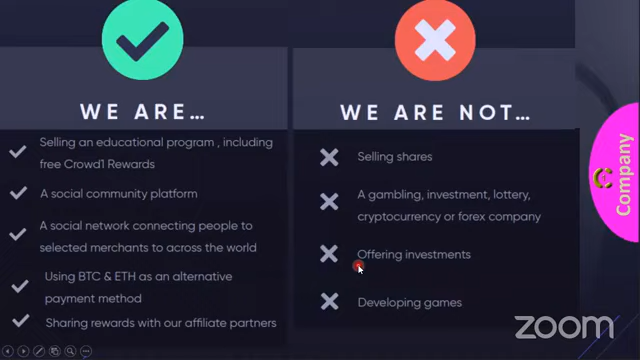 WE ARE...
Selling an educational program , including
free Crowd1 Rewards
A social community platform
A social network connecting people to
selected merchants to across the world
Using BTC & ETH as an alternative
payment method
Sharing rewards with our affiliate partners
WE ARE NOT...
Selling shares
A gambling, investment, lottery,
cryptocurrency or forex company
Offering investments
Developing games
Company
zoom